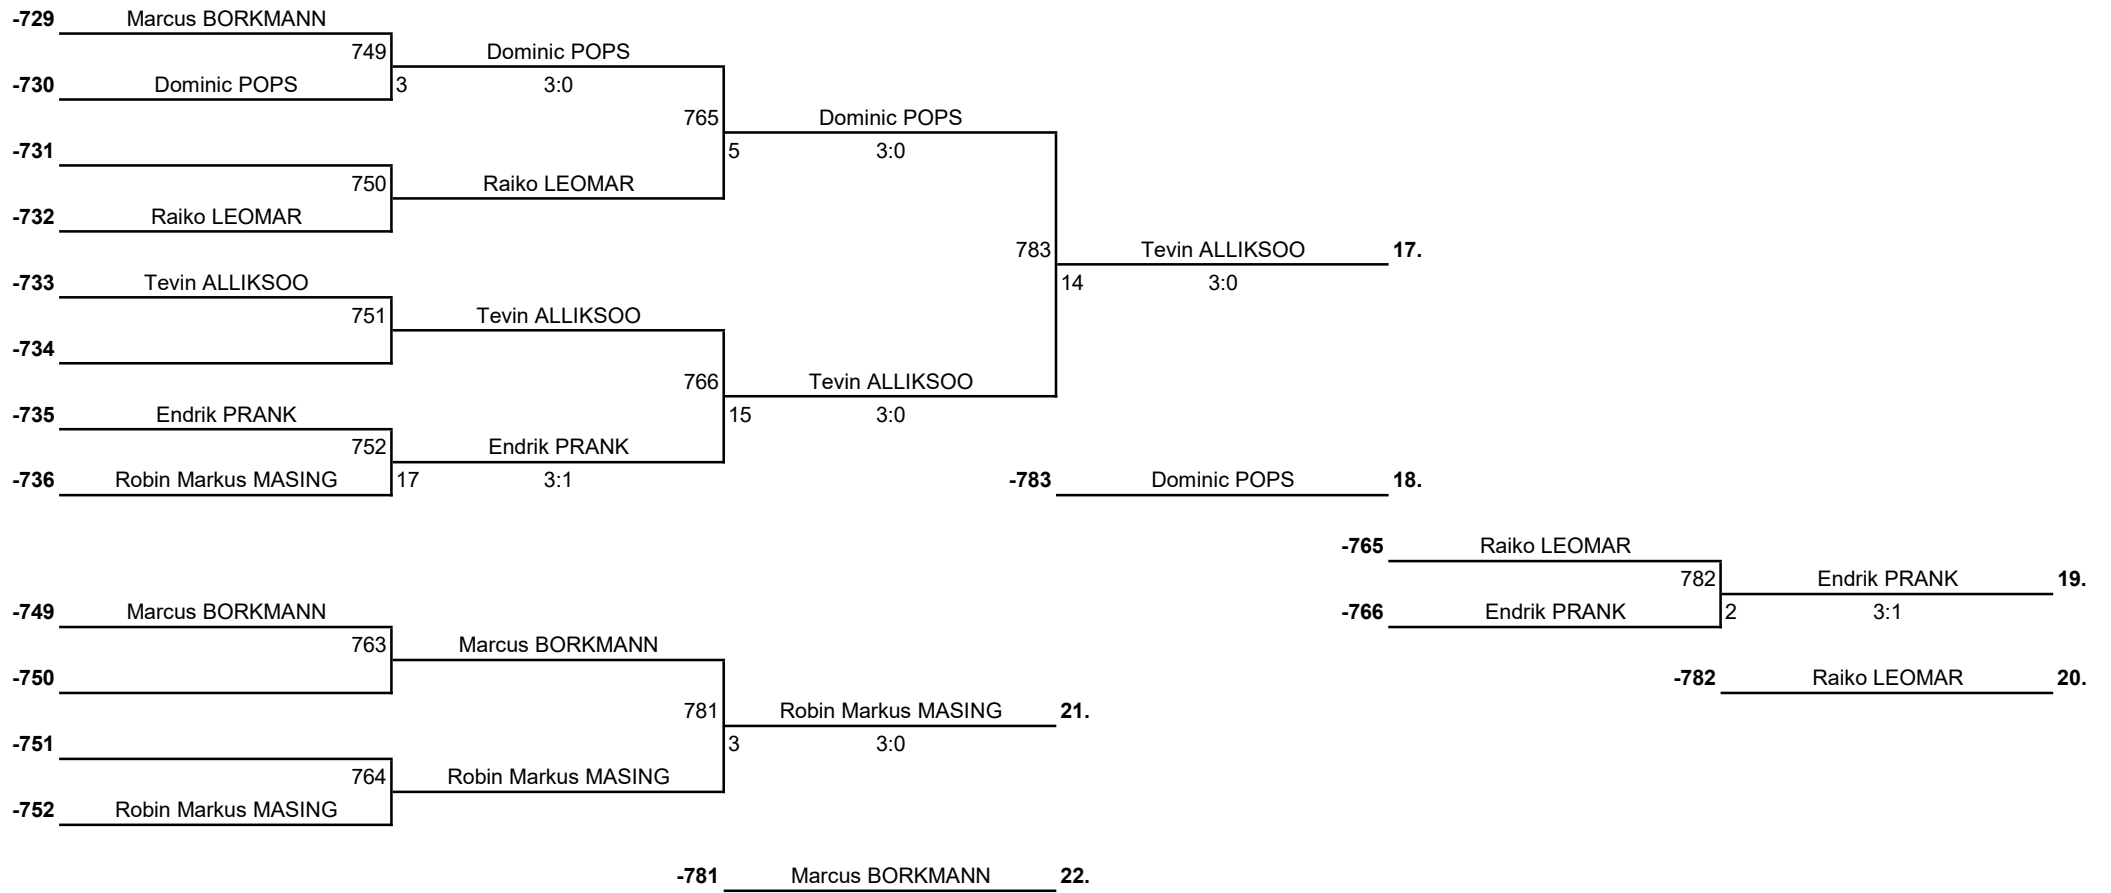 -729 Marcus BORKMANN
749 Dominic POPS
-730 Dominic POPS 3 3:0
765 Dominic POPS
-731 5 3:0
750 Raiko LEOMAR
-732 Raiko LEOMAR
783 Tevin ALLIKSOO 17.
-733 Tevin ALLIKSOO 14 3:0
751 Tevin ALLIKSOO
-734
766 Tevin ALLIKSOO
-735 Endrik PRANK 15 3:0
752 Endrik PRANK
-736 Robin Markus MASING 17 3:1 -783 Dominic POPS 18.
-765 Raiko LEOMAR
782 Endrik PRANK 19.
-749 Marcus BORKMANN -766 Endrik PRANK 2 3:1
763 Marcus BORKMANN
-750 -782 Raiko LEOMAR 20.
781 Robin Markus MASING 21.
-751 3 3:0
764 Robin Markus MASING
-752 Robin Markus MASING
-781 Marcus BORKMANN 22.